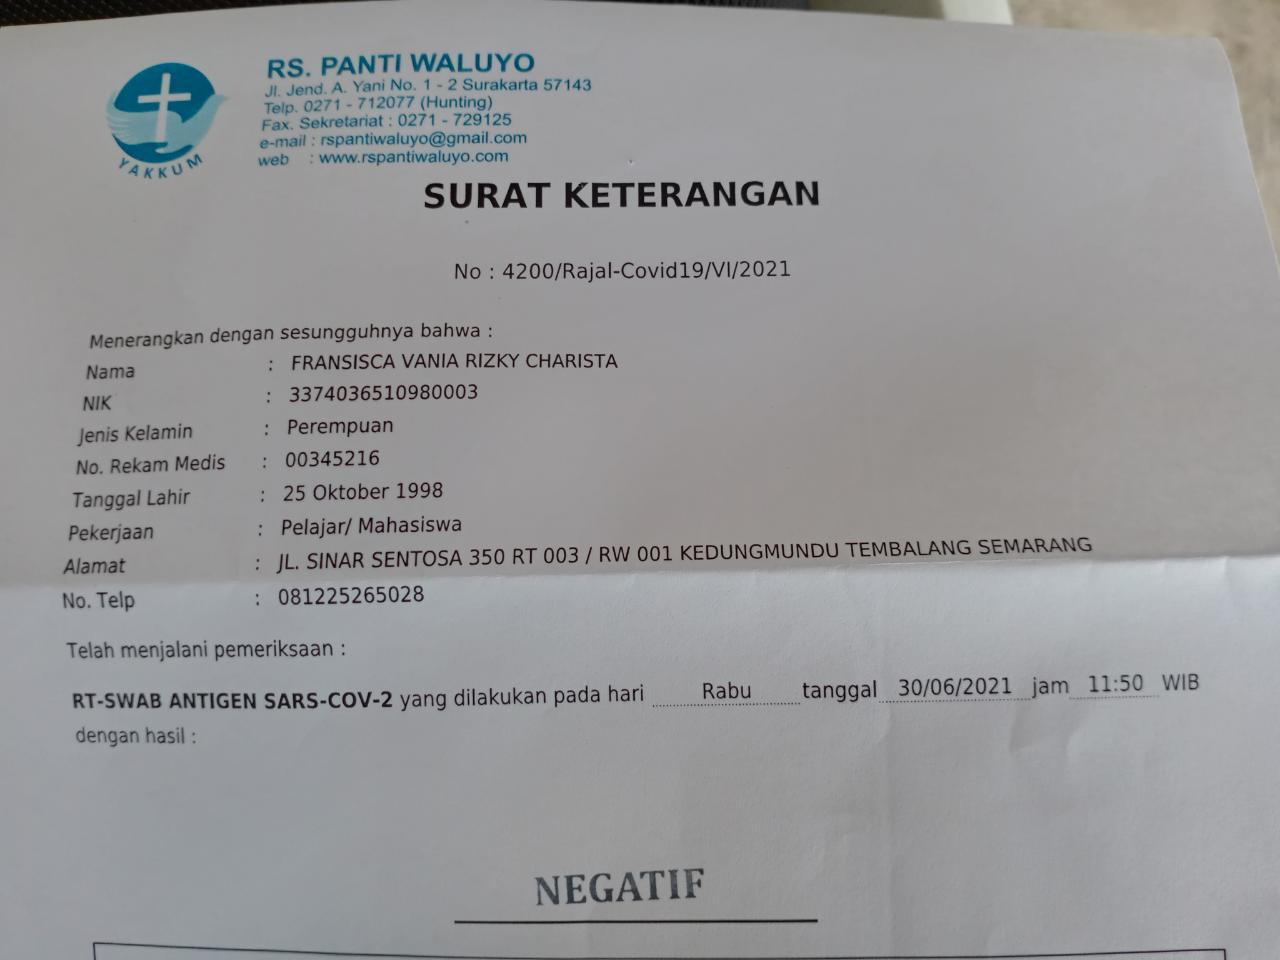 YAKKUM
RS. PANTI WALUYO
Jl. Jend. A. Yani No. 1 - 2 Surakarta 57143
Telp. 0271 - 712077 (Hunting)
Fax. Sekretariat : 0271 - 729125
e-mail : rspantiwaluyo@gmail.com
web : www.rspantiwaluyo.com
SURAT KETERANGAN
No : 4200/Rajal-Covid19/VI/2021
Menerangkan dengan sesungguhnya bahwa :
Nama : FRANSISCA VANIA RIZKY CHARISTA
NIK : 3374036510980003
Jenis Kelamin : Perempuan
No. Rekam Medis : 00345216
Tanggal Lahir : 25 Oktober 1998
Pekerjaan : Pelajar/ Mahasiswa
Alamat : JL. SINAR SENTOSA 350 RT 003 / RW 001 KEDUNGMUNDU TEMBALANG SEMARANG
No. Telp : 081225265028
Telah menjalani pemeriksaan :
RT-SWAB ANTIGEN SARS-COV-2 yang dilakukan pada hari Rabu tanggal 30/06/2021 jam 11:50 WIB
dengan hasil :
NEGATIF